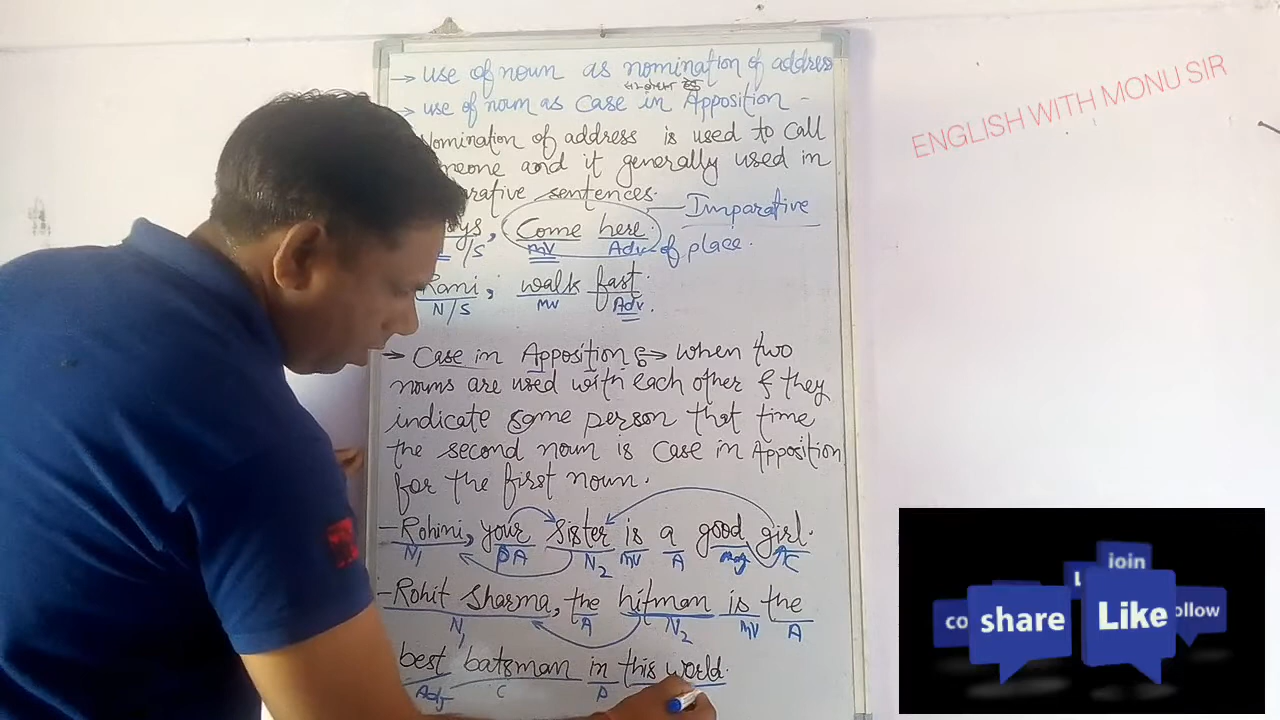 → use of noun as nomination of address
→ use of noun as Case in Apposition -
Nomination of address is used to call
and it generally used in
sentences.
Come here. — Imparative
N/S MV Adv of place.
Rani, walk fast.
N/S MV Adv.
→ Case in Apposition → when two
nouns are used with each other & they
indicate same person that time
the second noun is Case in Apposition
for the first noun.
- Rohini, your sister is a good girl.
N1 PA N2 MV A Adj C
- Rohit Sharma, the hitman is the
N1 A N2 MV A
best batsman in this world.
Adj C P
ENGLISH WITH MONU SIR
join
share
Like